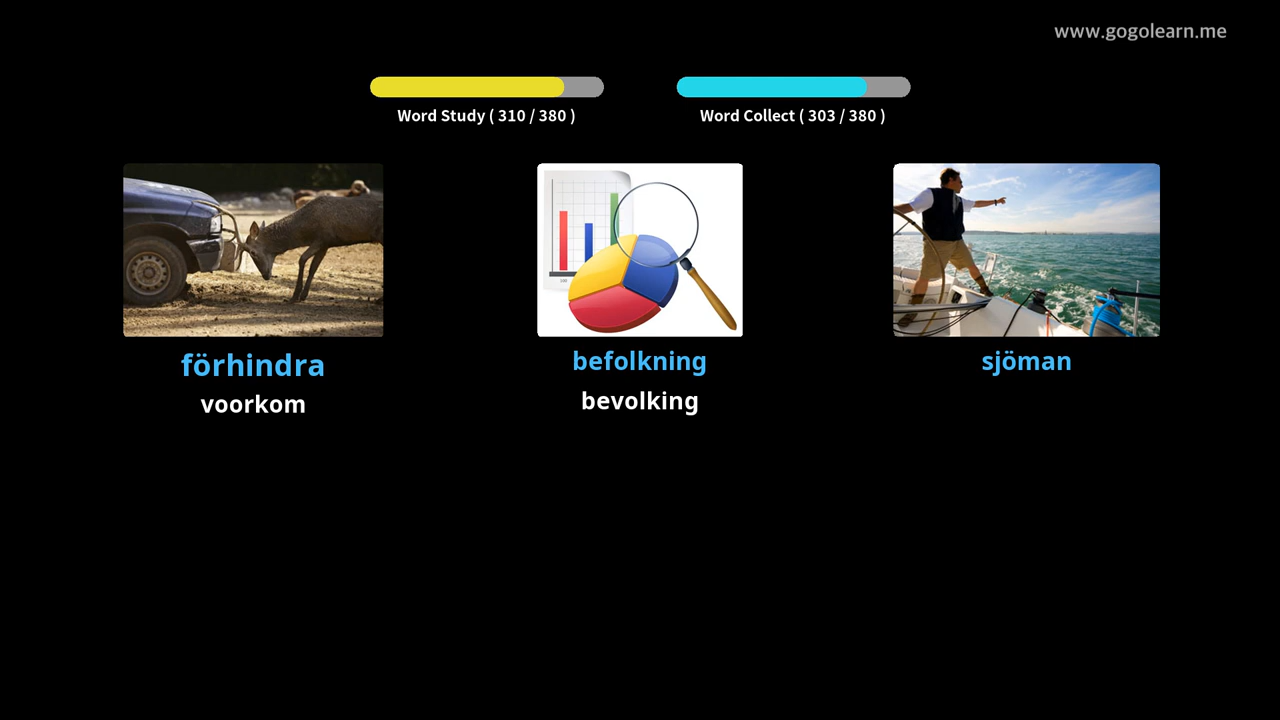 www.gogolearn.me
Word Study ( 310 / 380 )
Word Collect ( 303 / 380 )
förhindra
voorkom
befolkning
bevolking
sjöman